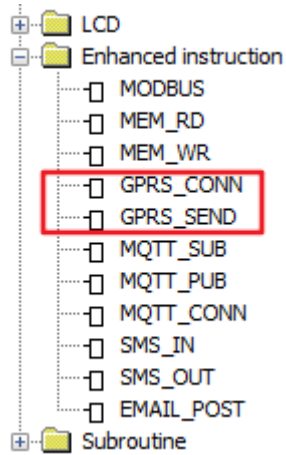 LCD
Enhanced instruction
MODBUS
MEM_RD
MEM_WR
GPRS_CONN
GPRS_SEND
MQTT_SUB
MQTT_PUB
MQTT_CONN
SMS_IN
SMS_OUT
EMAIL_POST
Subroutine